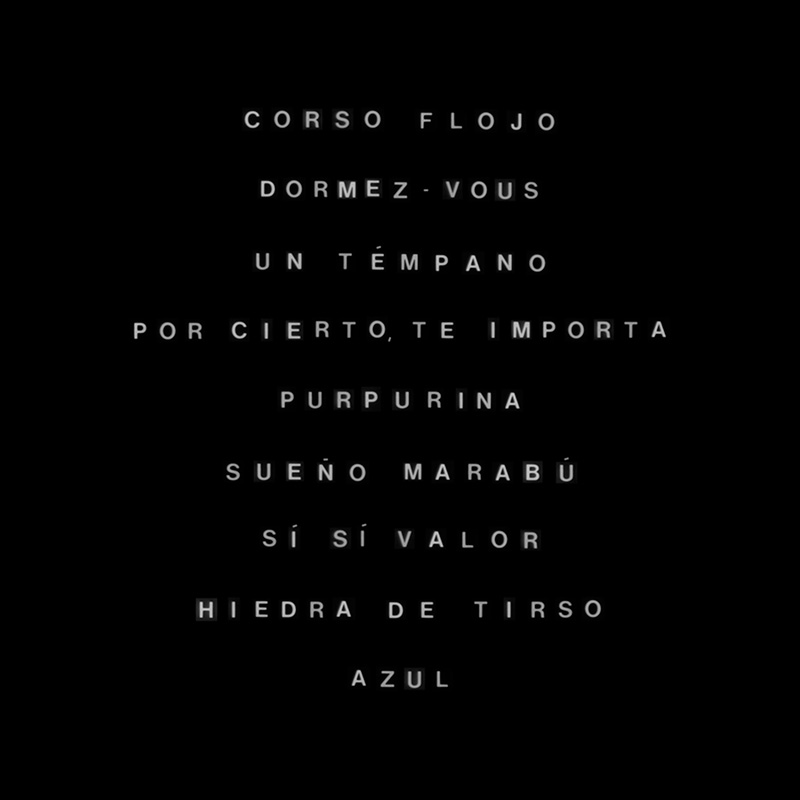 CORSO FLOJO
DORMEZ-VOUS
UN TÉMPANO
POR CIERTO, TE IMPORTA
PURPURINA
SUEÑO MARABÚ
SÍ SÍ VALOR
HIEDRA DE TIRSO
AZUL